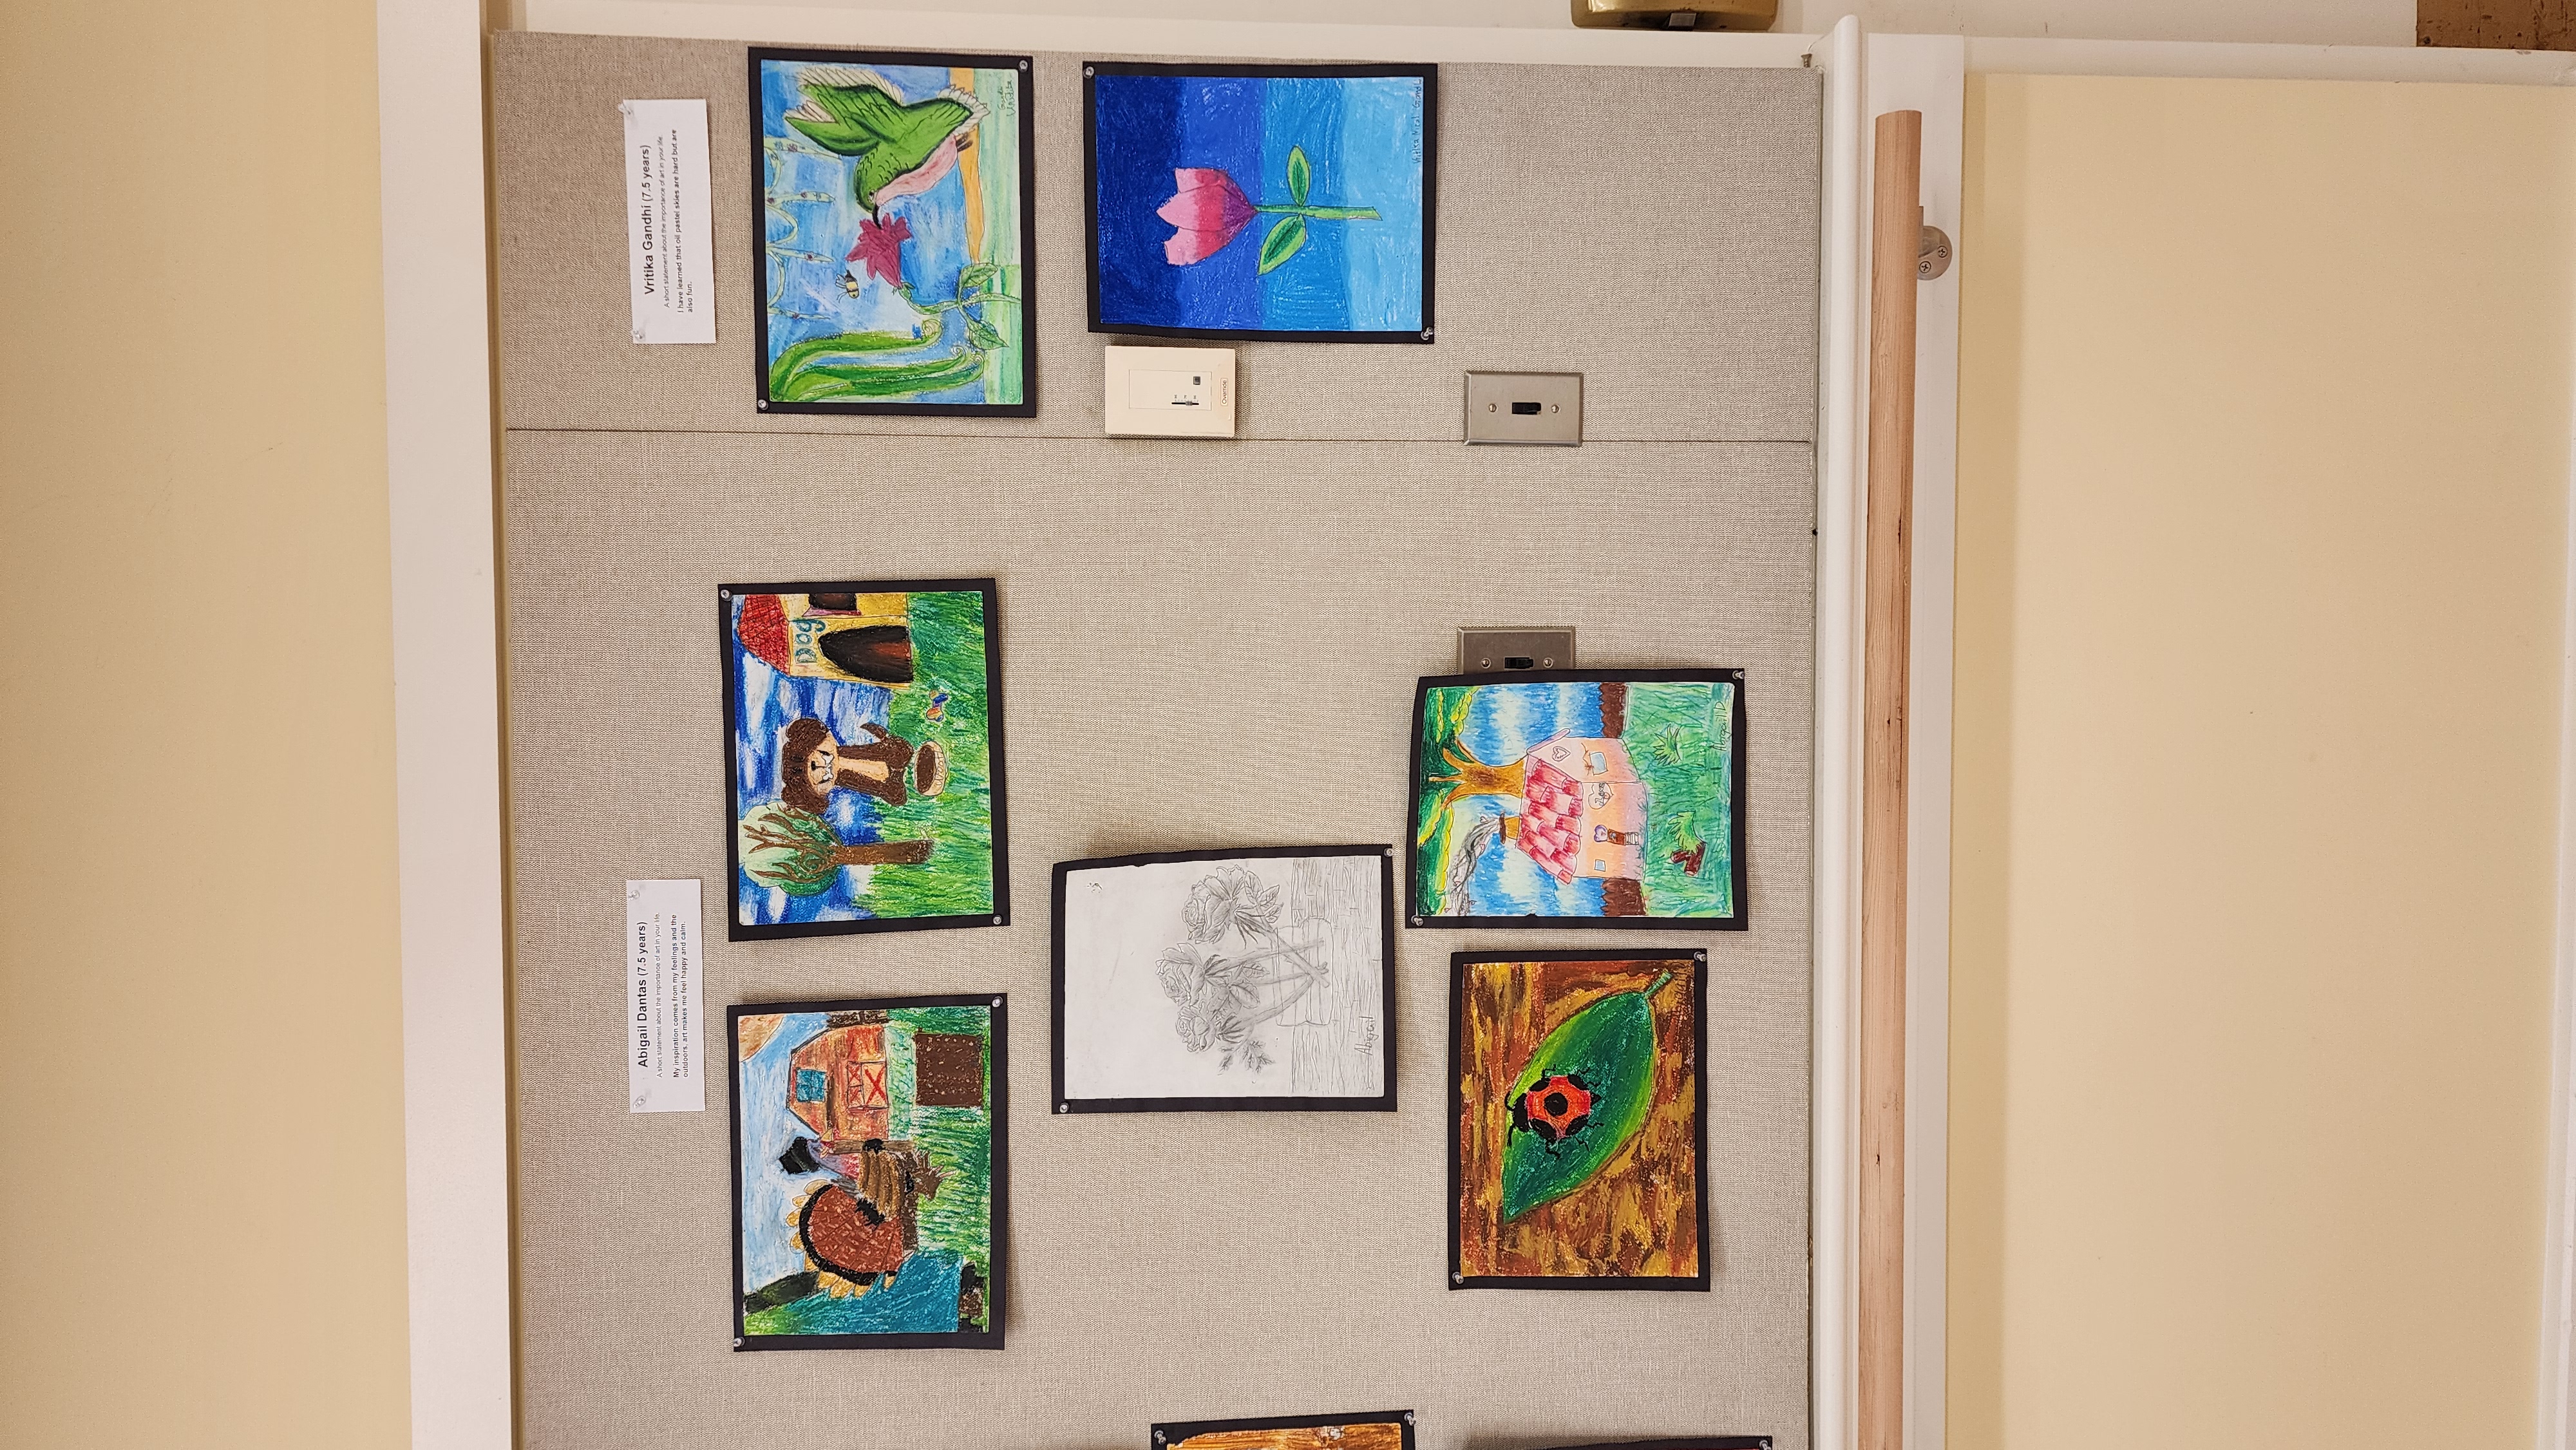 Abigail Dantas (7.5 years)
A short statement about the importance of art in your life.
My inspiration comes from my feelings and the
outdoors, art makes me feel happy and calm.
Vritika Gandhi (7.5 years)
A short statement about the importance of art in your life.
I have learned that oil pastel skies are hard but are
also fun.
Dog
Vritika
Abigail
Override
Abigail
Abigail D